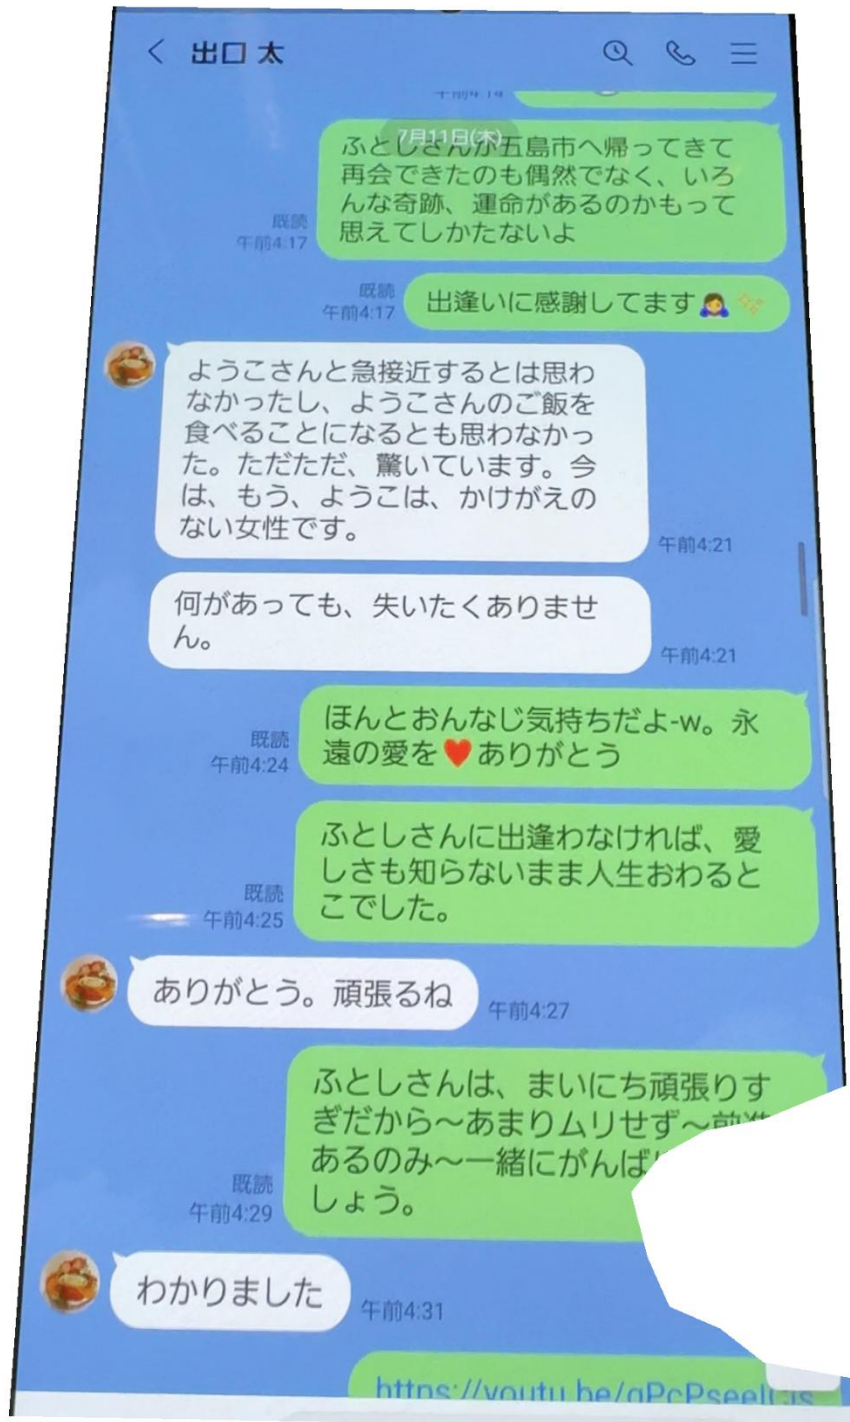 出口 太
午前4:14
7月11日(木)
ふとしさんが五島市へ帰ってきて
再会できたのも偶然でなく、いろ
んな奇跡、運命があるのかもって
思えてしかたないよ
既読
午前4:17
出逢いに感謝してます🙇‍♀️✨
既読
午前4:17
ようこさんと急接近するとは思わ
なかったし、ようこさんのご飯を
食べることになるとも思わなかっ
た。ただただ、驚いています。今
は、もう、ようこは、かけがえの
ない女性です。
午前4:21
何があっても、失いたくありませ
ん。
午前4:21
ほんとおんなじ気持ちだよ-w。永
遠の愛を❤️ありがとう
既読
午前4:24
ふとしさんに出逢わなければ、愛
しさも知らないまま人生おわると
こでした。
既読
午前4:25
ありがとう。頑張るね
午前4:27
ふとしさんは、まいにち頑張りす
ぎだから〜あまりムリせず〜前進
あるのみ〜一緒にがんば
しょう。
既読
午前4:29
わかりました
午前4:31